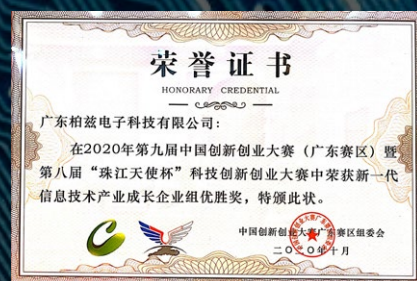 荣誉证书
HONORARY CREDENTIAL
广东柏兹电子科技有限公司：
在2020年第九届中国创新创业大赛（广东赛区）暨
第八届“珠江天使杯”科技创新创业大赛中荣获新一代
信息技术产业成长企业组优胜奖，特颁此状。
中国创新创业大赛广东赛区组委会
二〇二〇年十月